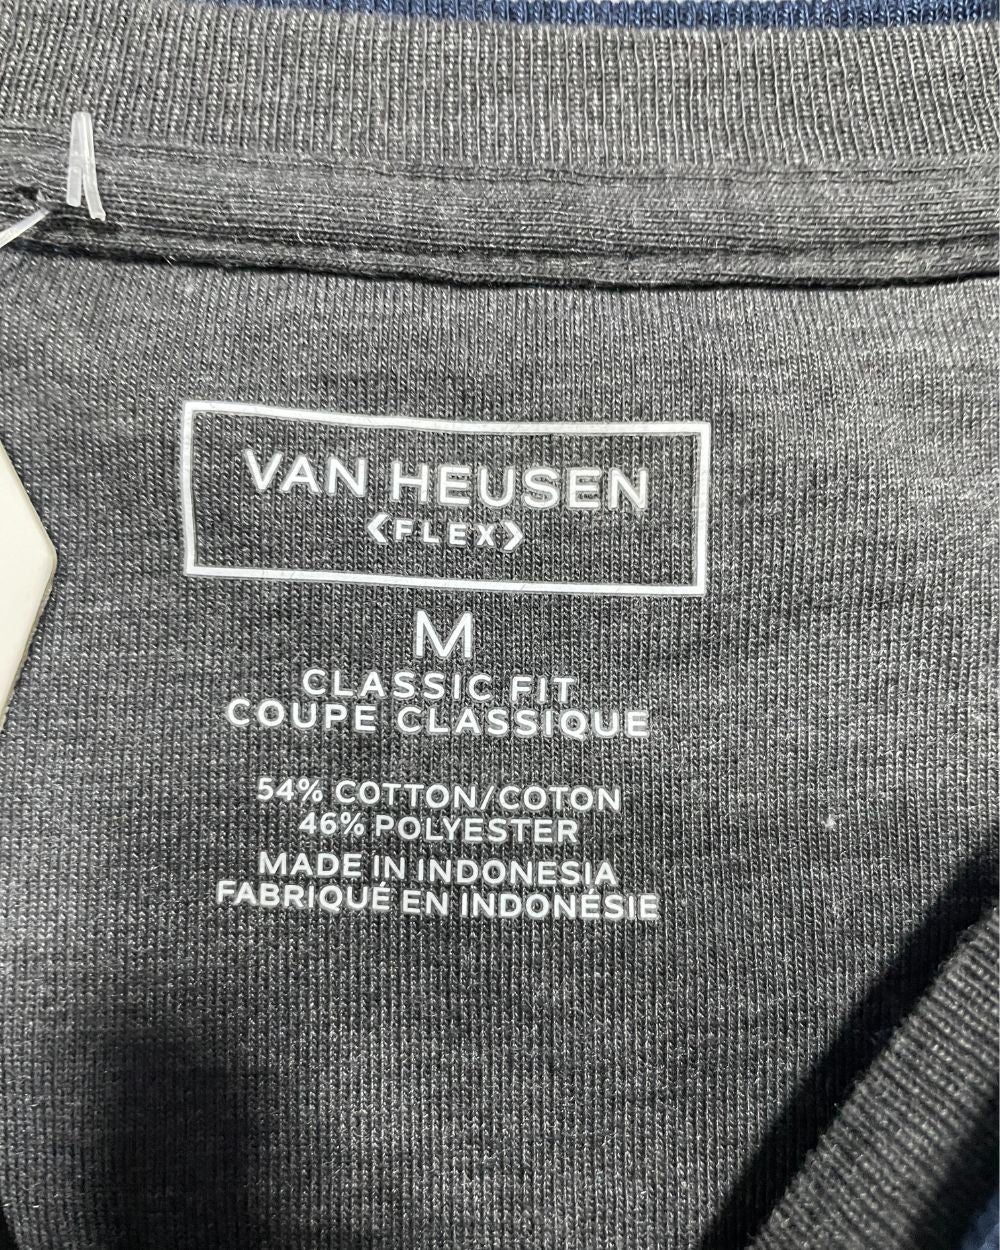 VAN HEUSEN
<FLEX>
M
CLASSIC FIT
COUPE CLASSIQUE
54% COTTON/COTON
46% POLYESTER
MADE IN INDONESIA
FABRIQUÉ EN INDONÉSIE